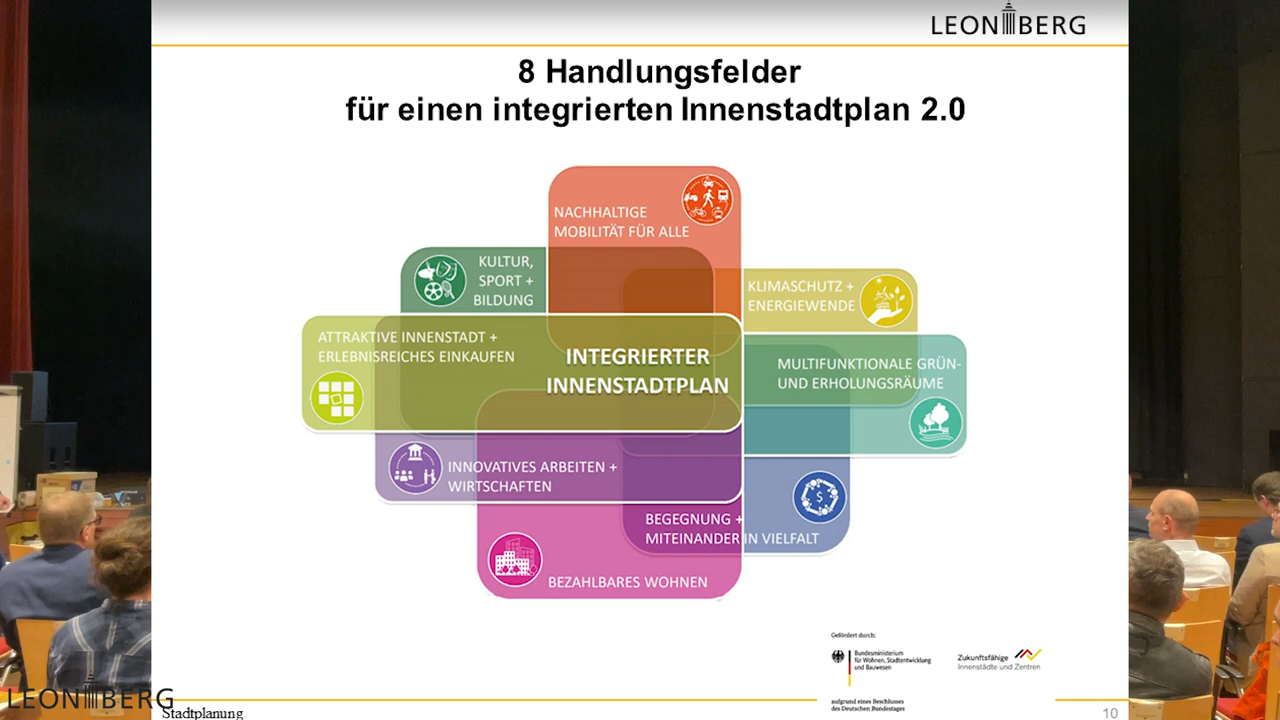 LEONBERG
8 Handlungsfelder
für einen integrierten Innenstadtplan 2.0
NACHHALTIGE
MOBILITÄT FÜR ALLE
KULTUR,
SPORT +
BILDUNG
KLIMASCHUTZ +
ENERGIEWENDE
ATTRAKTIVE INNENSTADT +
ERLEBNISREICHES EINKAUFEN
INTEGRIERTER
INNENSTADTPLAN
MULTIFUNKTIONALE GRÜN-
UND ERHOLUNGSRÄUME
INNOVATIVES ARBEITEN +
WIRTSCHAFTEN
$
BEGEGNUNG +
MITEINANDER IN VIELFALT
BEZAHLBARES WOHNEN
Gefördert durch:
Bundesministerium
für Wohnen, Stadtentwicklung
und Bauwesen
Zukunftsfähige
Innenstädte und Zentren
aufgrund eines Beschlusses
des Deutschen Bundestages
LEONBERG
Stadtplanung
10